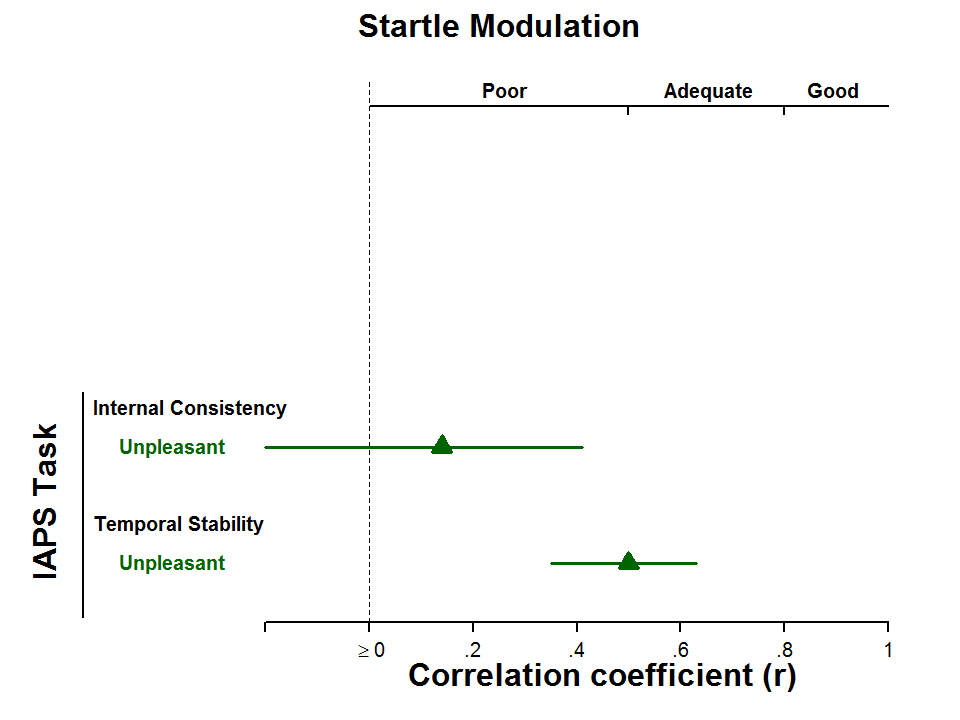 Startle Modulation
Poor Adequate Good
IAPS Task
Internal Consistency
Unpleasant
Temporal Stability
Unpleasant
≥ 0 .2 .4 .6 .8 1
Correlation coefficient (r)